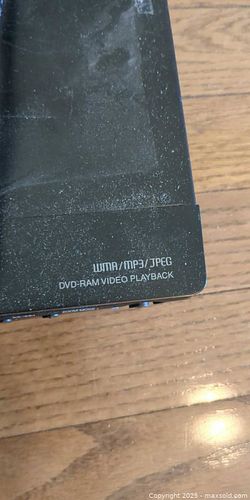 WMA/MP3/JPEG
DVD-RAM VIDEO PLAYBACK
Copyright © 2025 - maxsold.com